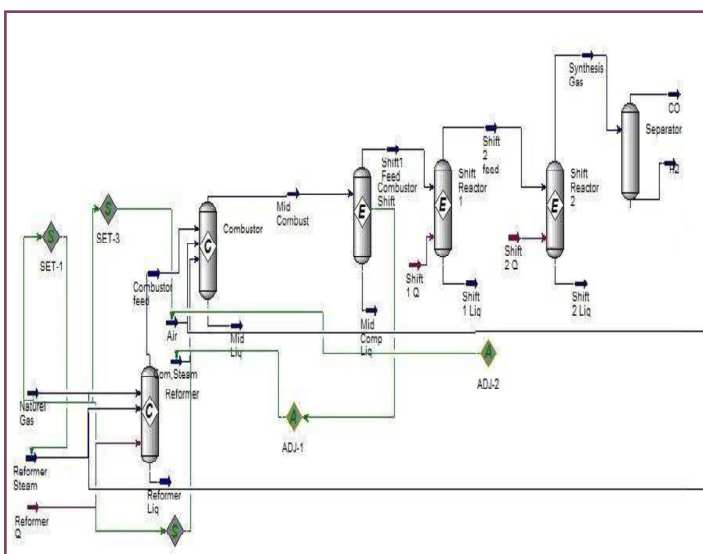 Synthesis
Gas
CO
Separator
H2
Shift1
Feed
Combustor
Shift
E
Shift
2
feed
Shift
Reactor
1
E
Shift
Reactor
2
E
Mid
Combust
Combustor
C
S
SET-1
S
SET-3
Combustor
feed
Shift
1 Q
Shift
2 Q
Shift
1 Liq
Shift
2 Liq
Air
Mid
Liq
Mid
Comp
Liq
Com,Steam
Reformer
A
ADJ-2
Naturel
Gas
C
A
ADJ-1
Reformer
Steam
Reformer
Q
Reformer
Liq
S